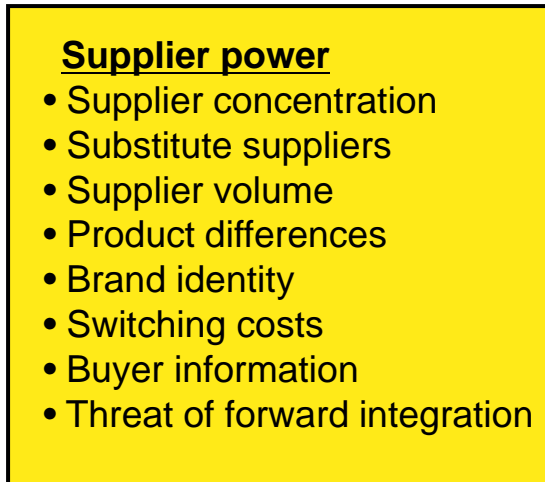 Supplier power
• Supplier concentration
• Substitute suppliers
• Supplier volume
• Product differences
• Brand identity
• Switching costs
• Buyer information
• Threat of forward integration